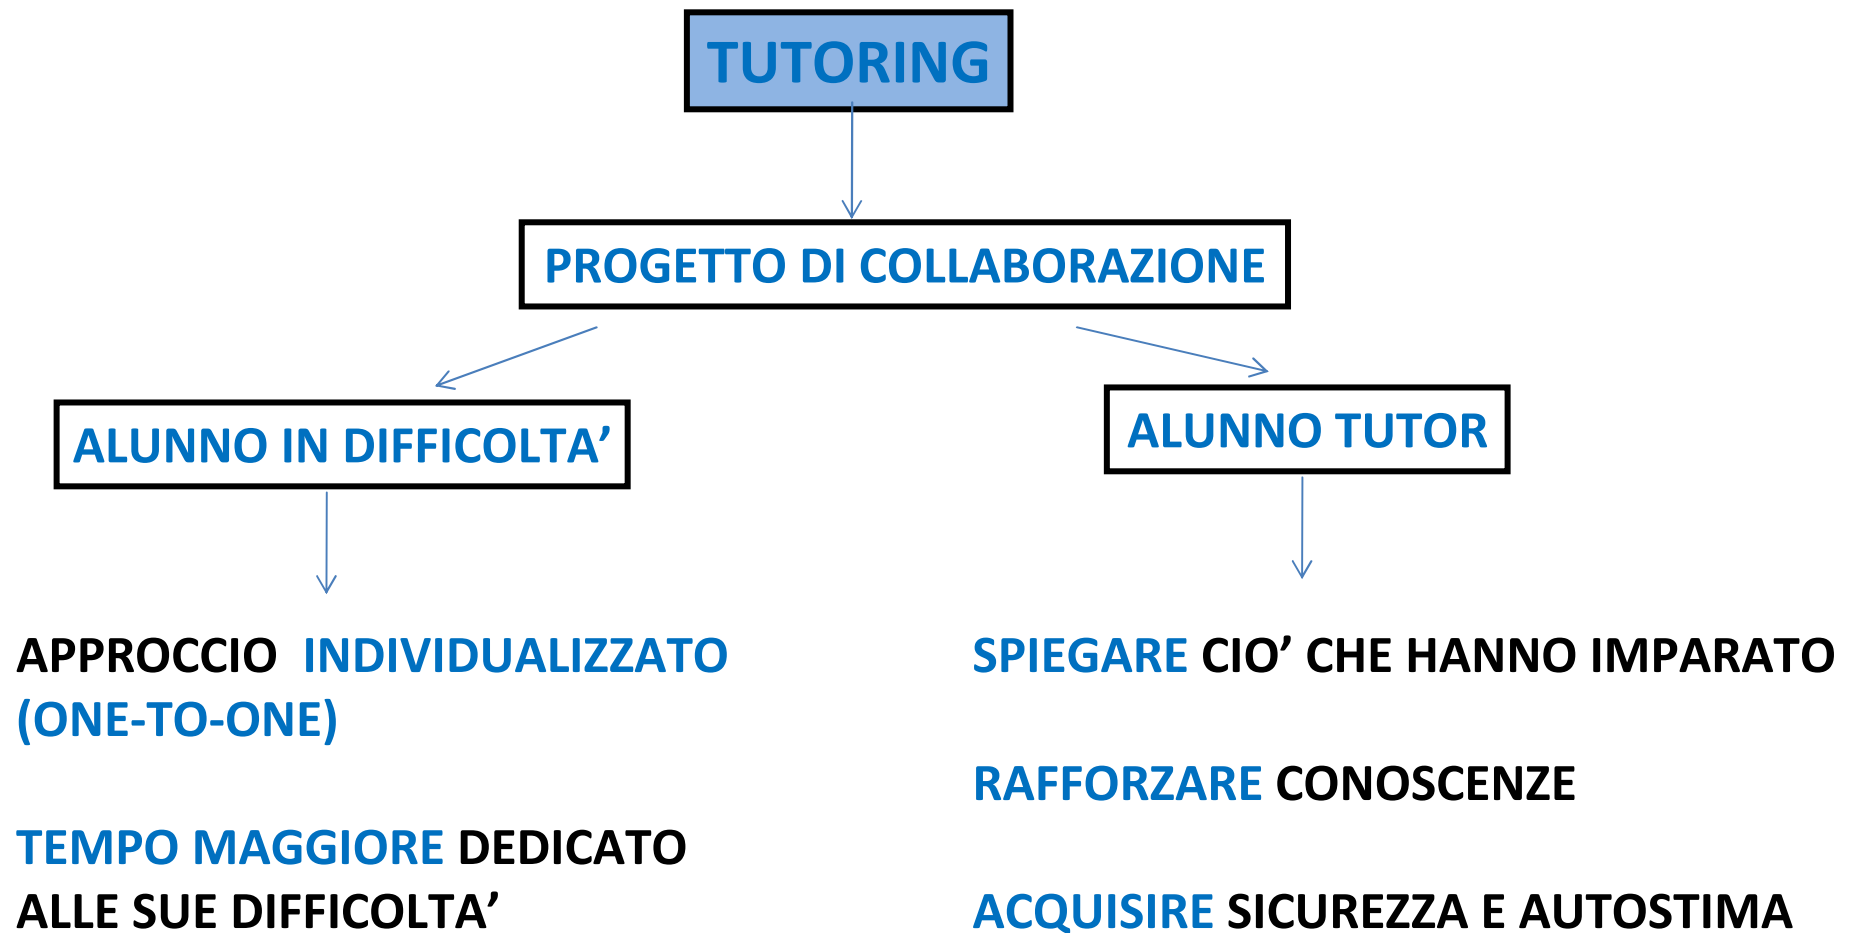 TUTORING
PROGETTO DI COLLABORAZIONE
ALUNNO IN DIFFICOLTA’
ALUNNO TUTOR
APPROCCIO INDIVIDUALIZZATO
(ONE-TO-ONE)
TEMPO MAGGIORE DEDICATO
ALLE SUE DIFFICOLTA’
SPIEGARE CIO’ CHE HANNO IMPARATO
RAFFORZARE CONOSCENZE
ACQUISIRE SICUREZZA E AUTOSTIMA